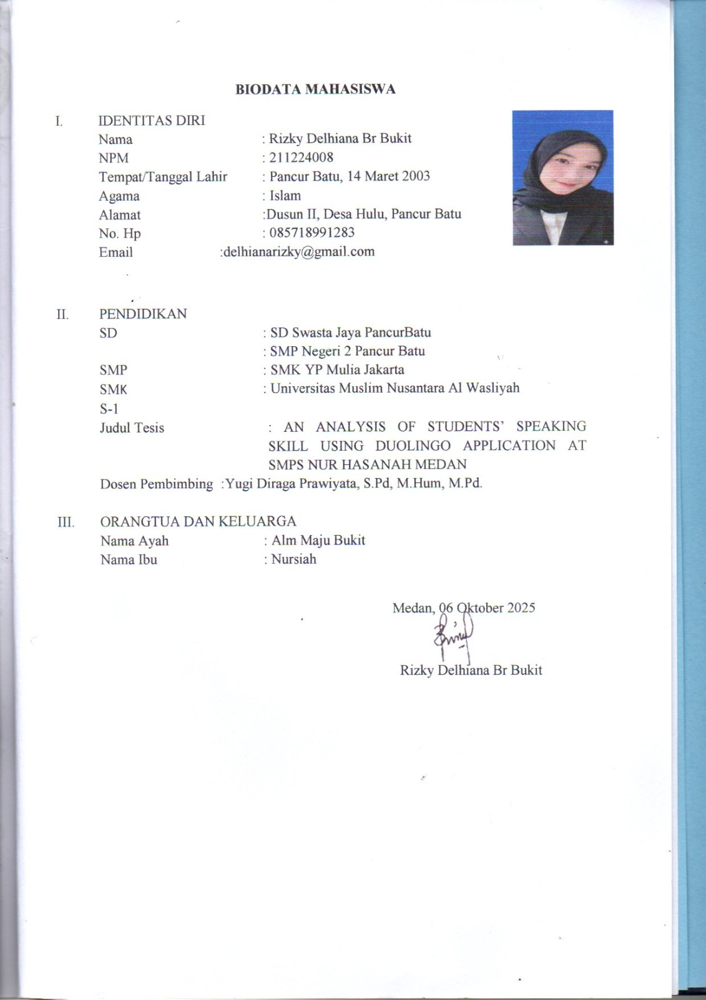 BIODATA MAHASISWA
I. IDENTITAS DIRI
Nama : Rizky Delhiana Br Bukit
NPM : 211224008
Tempat/Tanggal Lahir : Pancur Batu, 14 Maret 2003
Agama : Islam
Alamat :Dusun II, Desa Hulu, Pancur Batu
No. Hp : 085718991283
Email :delhianarizky@gmail.com
II. PENDIDIKAN
SD : SD Swasta Jaya PancurBatu
: SMP Negeri 2 Pancur Batu
SMP : SMK YP Mulia Jakarta
SMK : Universitas Muslim Nusantara Al Wasliyah
S-1
Judul Tesis : AN ANALYSIS OF STUDENTS’ SPEAKING
SKILL USING DUOLINGO APPLICATION AT
SMPS NUR HASANAH MEDAN
Dosen Pembimbing :Yugi Diraga Prawiyata, S.Pd, M.Hum, M.Pd.
III. ORANGTUA DAN KELUARGA
Nama Ayah : Alm Maju Bukit
Nama Ibu : Nursiah
Medan, 06 Oktober 2025
Rizky Delhiana Br Bukit